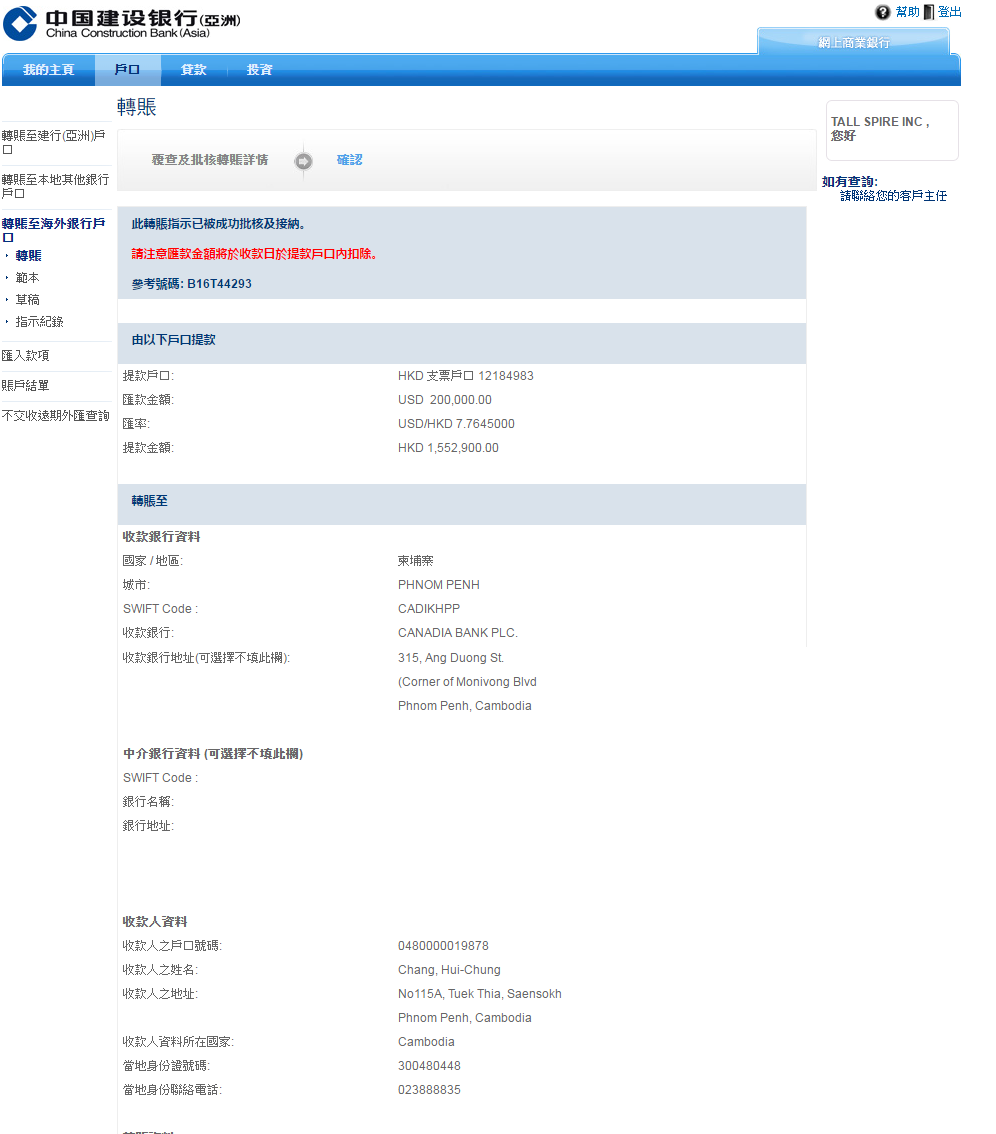 中国建设银行(亞洲)
China Construction Bank (Asia)
幫助 登出
網上商業銀行
我的主頁 戶口 貸款 投資
轉賬
TALL SPIRE INC ,
您好
如有查詢:
請聯絡您的客戶主任
轉賬至建行(亞洲)戶
口
轉賬至本地其他銀行
戶口
轉賬至海外銀行戶
口
轉賬
範本
草稿
指示紀錄
匯入款項
賬戶結單
不交收遠期外匯查詢
覆查及批核轉賬詳情 確認
此轉賬指示已被成功批核及接納。
請注意匯款金額將於收款日於提款戶口內扣除。
參考號碼: B16T44293
由以下戶口提款
提款戶口: HKD 支票戶口 12184983
匯款金額: USD 200,000.00
匯率: USD/HKD 7.7645000
提款金額: HKD 1,552,900.00
轉賬至
收款銀行資料
國家 / 地區: 柬埔寨
城市: PHNOM PENH
SWIFT Code : CADIKHPP
收款銀行: CANADIA BANK PLC.
收款銀行地址(可選擇不填此欄): 315, Ang Duong St.
(Corner of Monivong Blvd
Phnom Penh, Cambodia
中介銀行資料 (可選擇不填此欄)
SWIFT Code :
銀行名稱:
銀行地址:
收款人資料
收款人之戶口號碼: 0480000019878
收款人之姓名: Chang, Hui-Chung
收款人之地址: No115A, Tuek Thia, Saensokh
Phnom Penh, Cambodia
收款人資料所在國家: Cambodia
當地身份證號碼: 300480448
當地身份聯絡電話: 023888835